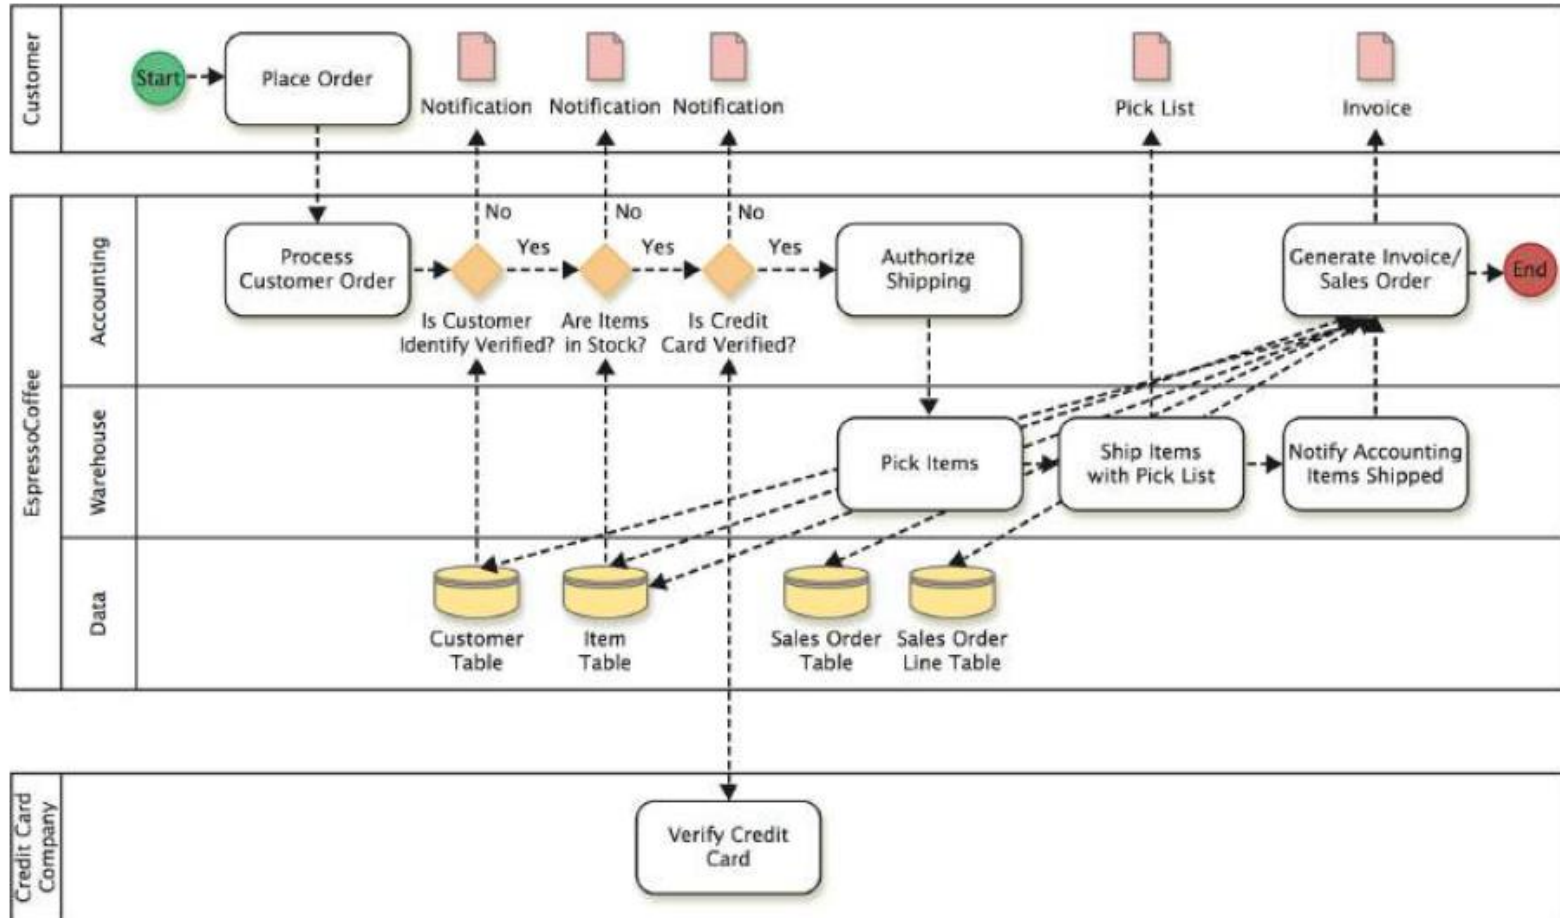 Customer
Start
Place Order
Notification
Notification
Notification
Pick List
Invoice
EspressoCoffee
Accounting
Process
Customer Order
No
Yes
No
Yes
No
Yes
Is Customer
Identify Verified?
Are Items
in Stock?
Is Credit
Card Verified?
Authorize
Shipping
Generate Invoice/
Sales Order
End
Warehouse
Pick Items
Ship Items
with Pick List
Notify Accounting
Items Shipped
Data
Customer
Table
Item
Table
Sales Order
Table
Sales Order
Line Table
Credit Card
Company
Verify Credit
Card